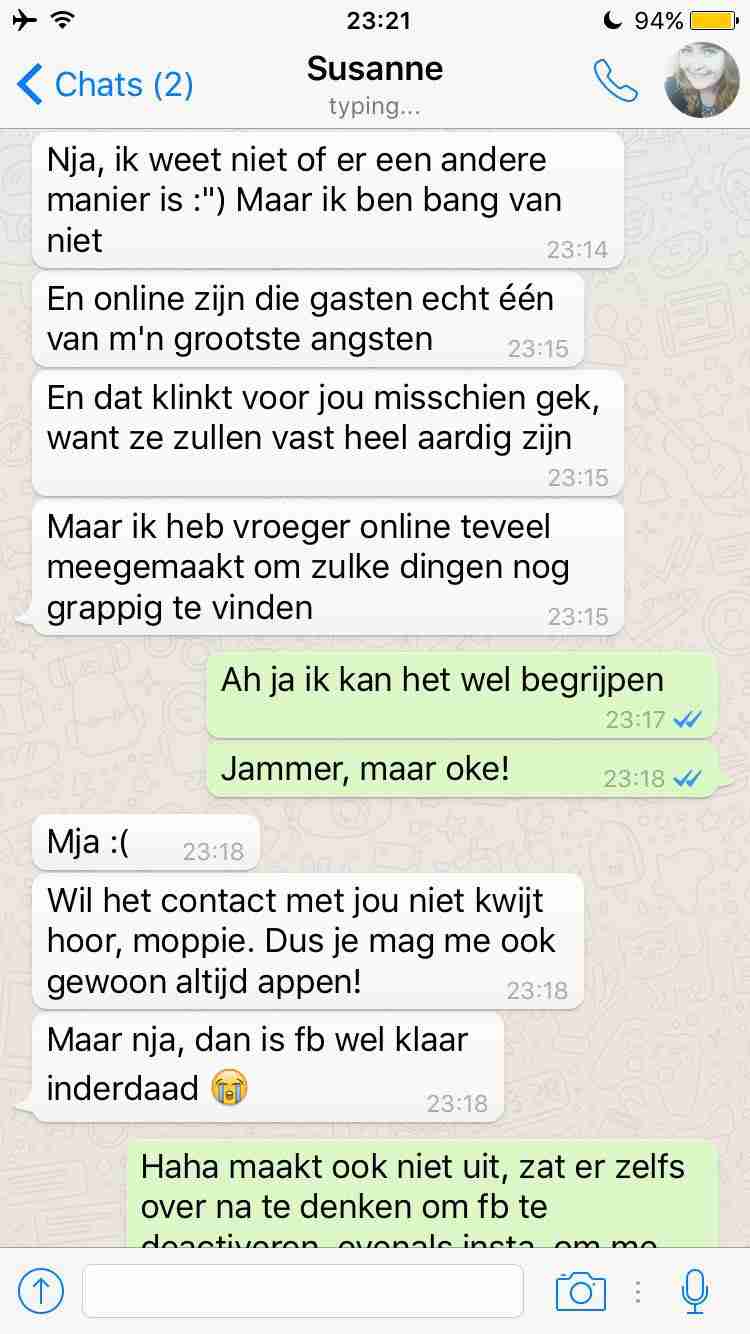 23:21
94%
Chats (2)
Susanne
typing...
Nja, ik weet niet of er een andere
manier is :") Maar ik ben bang van
niet
23:14
En online zijn die gasten echt één
van m'n grootste angsten
23:15
En dat klinkt voor jou misschien gek,
want ze zullen vast heel aardig zijn
23:15
Maar ik heb vroeger online teveel
meegemaakt om zulke dingen nog
grappig te vinden
23:15
Ah ja ik kan het wel begrijpen
23:17
Jammer, maar oke!
23:18
Mja :(
23:18
Wil het contact met jou niet kwijt
hoor, moppie. Dus je mag me ook
gewoon altijd appen!
23:18
Maar nja, dan is fb wel klaar
inderdaad 😭
23:18
Haha maakt ook niet uit, zat er zelfs
over na te denken om fb te
deactiveren, evenals insta, om me